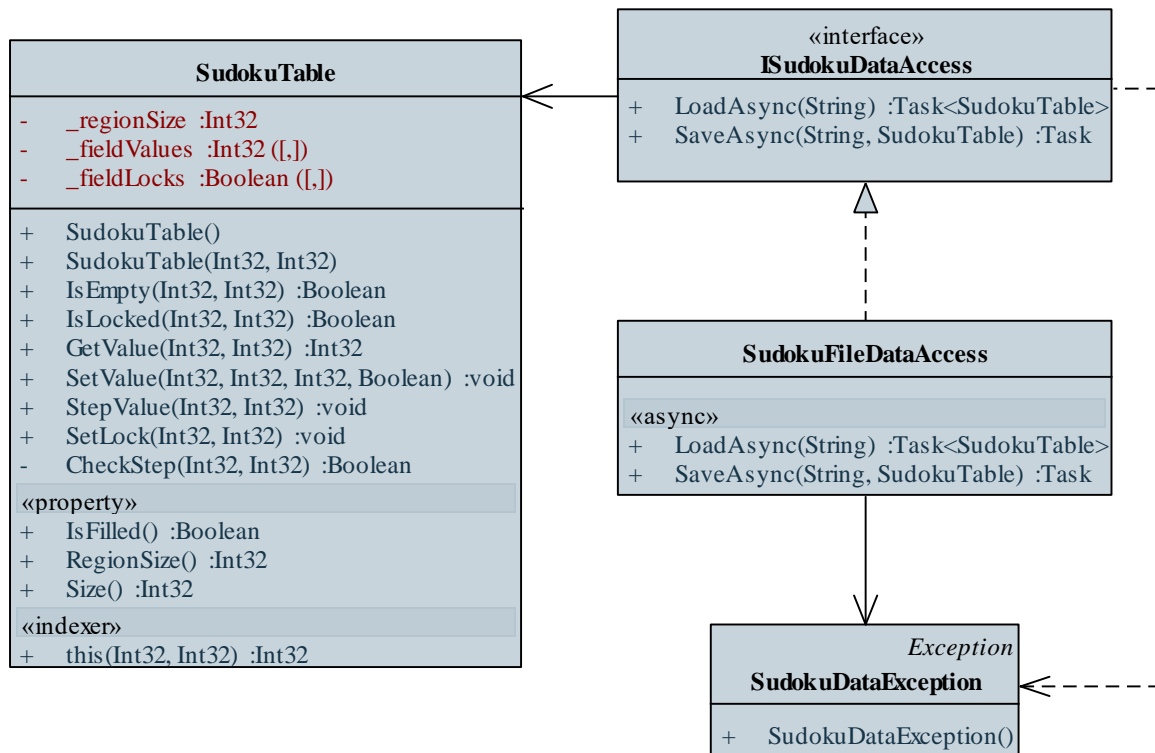 SudokuTable
- _regionSize :Int32
- _fieldValues :Int32 ([,])
- _fieldLocks :Boolean ([,])
+ SudokuTable()
+ SudokuTable(Int32, Int32)
+ IsEmpty(Int32, Int32) :Boolean
+ IsLocked(Int32, Int32) :Boolean
+ GetValue(Int32, Int32) :Int32
+ SetValue(Int32, Int32, Int32, Boolean) :void
+ StepValue(Int32, Int32) :void
+ SetLock(Int32, Int32) :void
- CheckStep(Int32, Int32) :Boolean
«property»
+ IsFilled() :Boolean
+ RegionSize() :Int32
+ Size() :Int32
«indexer»
+ this(Int32, Int32) :Int32
«interface»
ISudokuDataAccess
+ LoadAsync(String) :Task<SudokuTable>
+ SaveAsync(String, SudokuTable) :Task
SudokuFileDataAccess
«async»
+ LoadAsync(String) :Task<SudokuTable>
+ SaveAsync(String, SudokuTable) :Task
Exception
SudokuDataException
+ SudokuDataException()